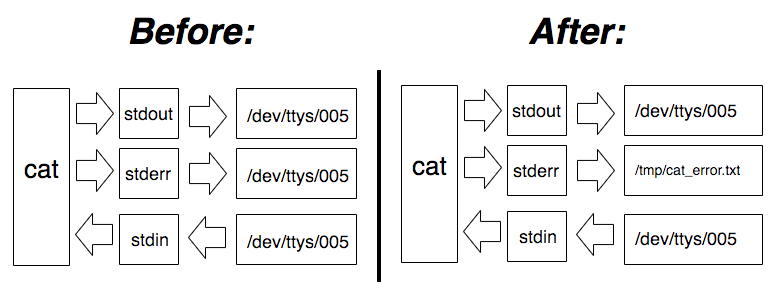 Before:
cat
stdout
/dev/ttys/005
stderr
/dev/ttys/005
stdin
/dev/ttys/005
After:
cat
stdout
/dev/ttys/005
stderr
/tmp/cat_error.txt
stdin
/dev/ttys/005